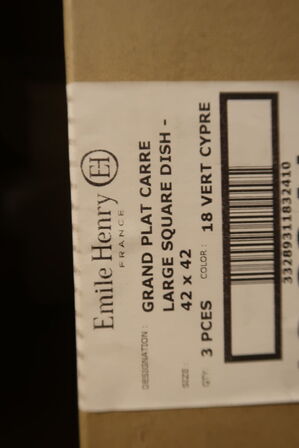 Emile Henry EH
FRANCE
DESIGNATION : GRAND PLAT CARRE
LARGE SQUARE DISH -
SIZE : 42 x 42
QTY : 3 PCES COLOR : 18 VERT CYPRE
33289311832410